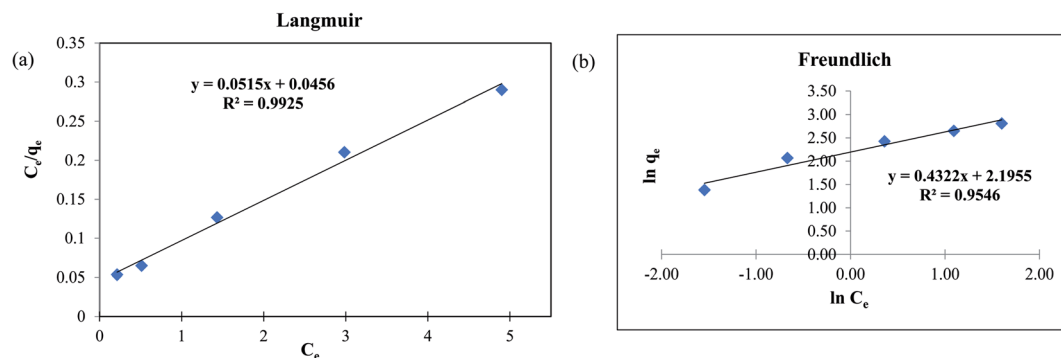 (a)
Langmuir
0.35
0.3
0.25
0.2
0.15
0.1
0.05
0
y = 0.0515x + 0.0456
R² = 0.9925
Cₑ/qₑ
0 1 2 3 4 5
Cₑ
(b)
Freundlich
3.50
3.00
2.50
2.00
1.50
1.00
0.50
0.00
y = 0.4322x + 2.1955
R² = 0.9546
ln qₑ
-2.00 -1.00 0.00 1.00 2.00
ln Cₑ